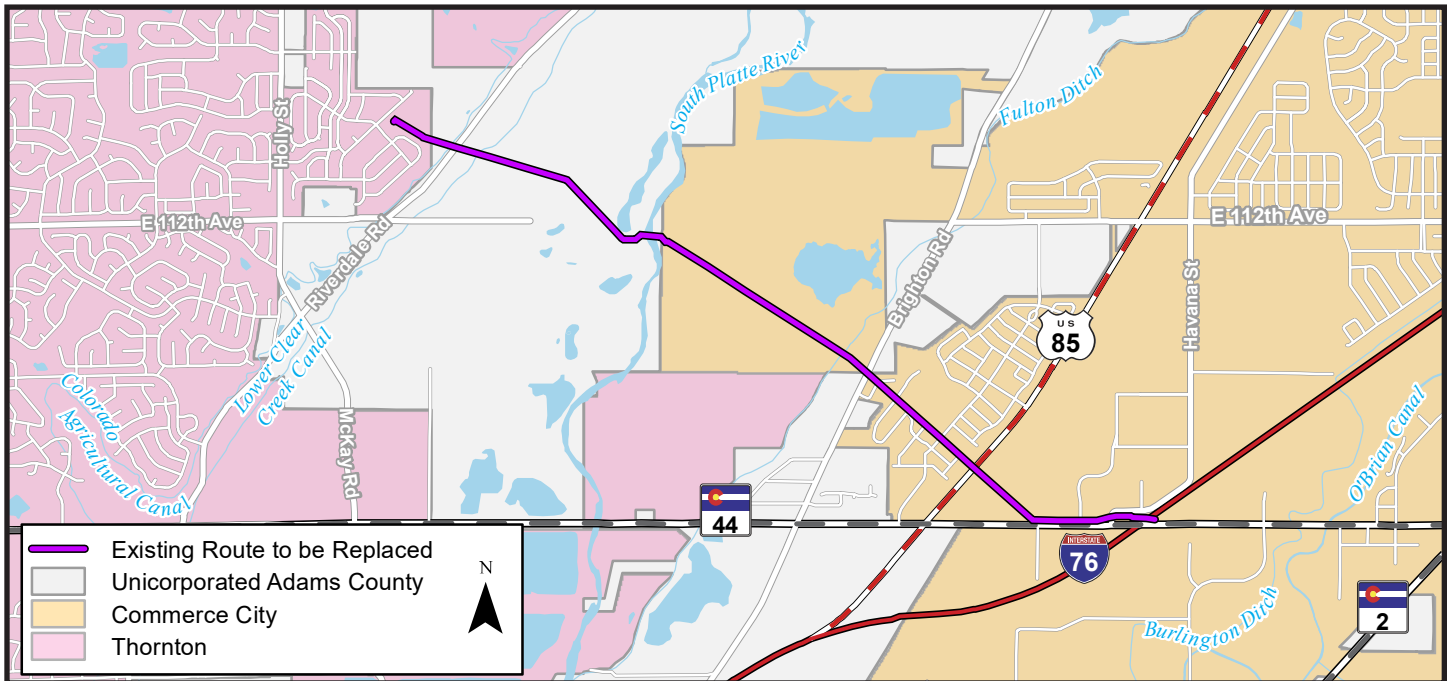 South Platte River
Fulton Ditch
Holly St
E 112th Ave
Riverdale Rd
E 112th Ave
Brighton Rd
Havana St
US
85
Lower Clear
Creek Canal
Colorado
Agricultural Canal
McKay Rd
O'Brian Canal
44
INTERSTATE
76
2
Burlington Ditch
Existing Route to be Replaced
Unicorporated Adams County
Commerce City
Thornton
N